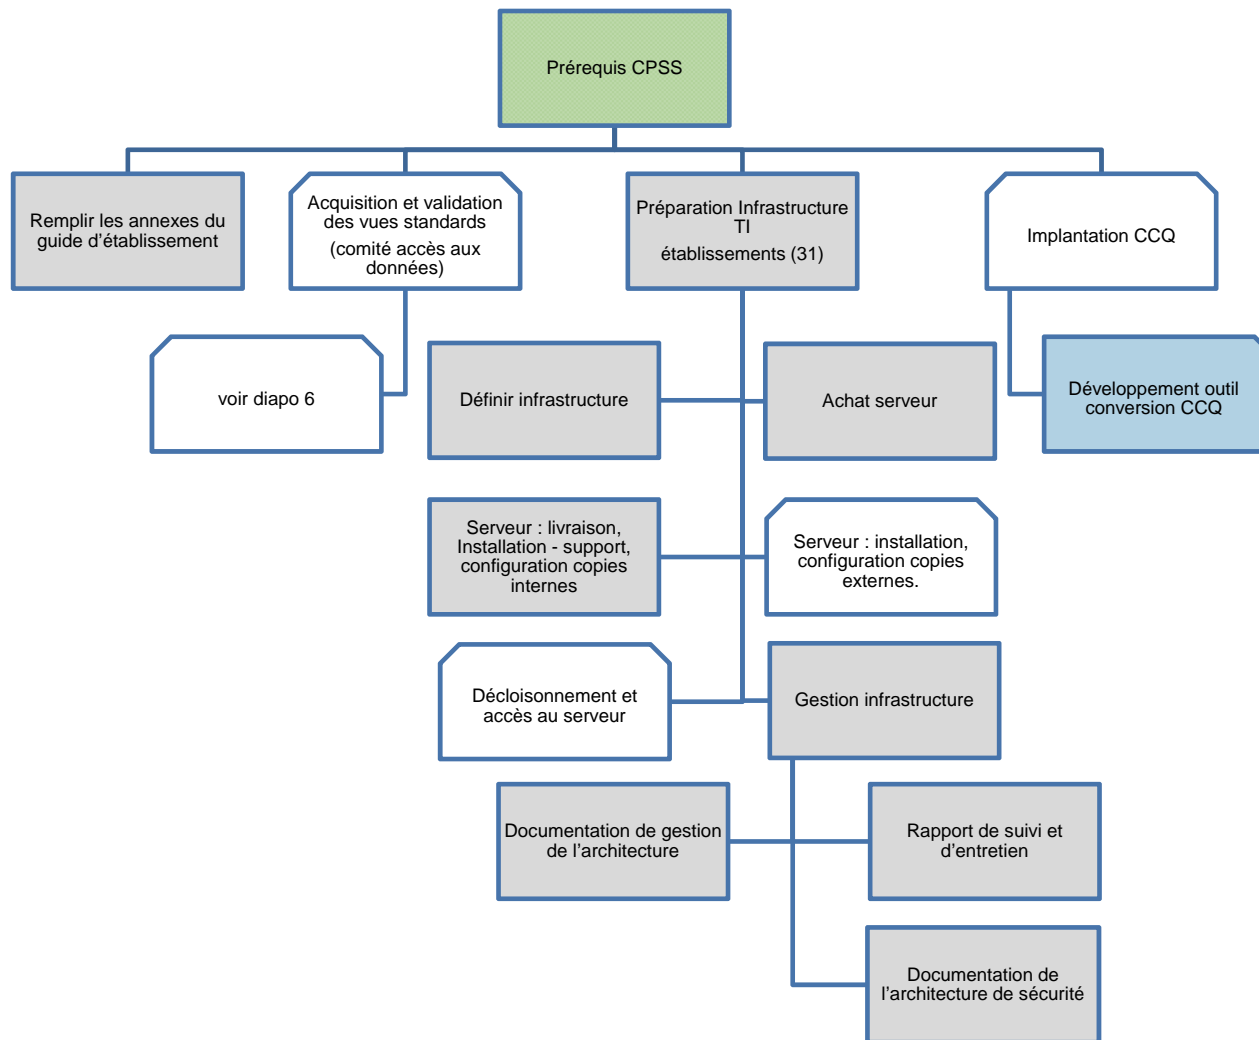 Prérequis CPSS
Remplir les annexes du
guide d’établissement
Acquisition et validation
des vues standards
(comité accès aux
données)
Préparation Infrastructure
TI
établissements (31)
Implantation CCQ
voir diapo 6
Définir infrastructure
Achat serveur
Développement outil
conversion CCQ
Serveur : livraison,
Installation - support,
configuration copies
internes
Serveur : installation,
configuration copies
externes.
Décloisonnement et
accès au serveur
Gestion infrastructure
Documentation de gestion
de l’architecture
Rapport de suivi et
d’entretien
Documentation de
l’architecture de sécurité